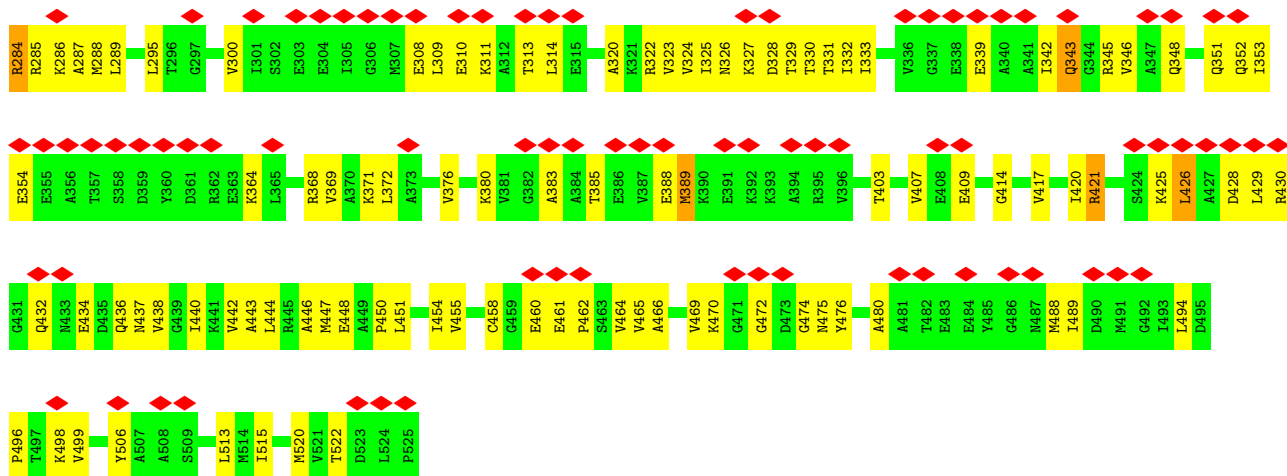 R284 R285 K286 A287 M288 L289 L295 T296 G297 V300 I301 S302 E303 E304 I305 G306 M307 E308 L309 E310 K311 A312 T313 L314 E315 A320 K321 R322 V323 V324 I325 N326 K327 D328 T329 T330 T331 I332 I333 V336 G337 E338 E339 A340 A341 I342 Q343 G344 R345 V346 A347 Q348 Q351 Q352 I353
E354 E355 A356 T357 S358 D359 Y360 D361 R362 E363 K364 L365 R368 V369 A370 K371 L372 A373 V376 K380 V381 G382 A383 A384 T385 E386 V387 E388 M389 K390 E391 K392 K393 A394 R395 V396 T403 V407 E408 E409 G414 V417 I420 R421 S424 K425 L426 A427 D428 L429 R430
G431 Q432 N433 E434 D435 Q436 N437 V438 G439 I440 K441 V442 A443 L444 R445 A446 M447 E448 A449 P450 L451 I454 V455 C458 G459 E460 E461 P462 S463 V464 V465 A466 V469 K470 G471 G472 D473 G474 N475 Y476 A480 A481 T482 E483 E484 Y485 G486 N487 M488 I489 D490 M491 G492 I493 L494 D495
P496 T497 K498 V499 Y506 A507 A508 S509 L513 M514 I515 M520 V521 T522 D523 L524 P525